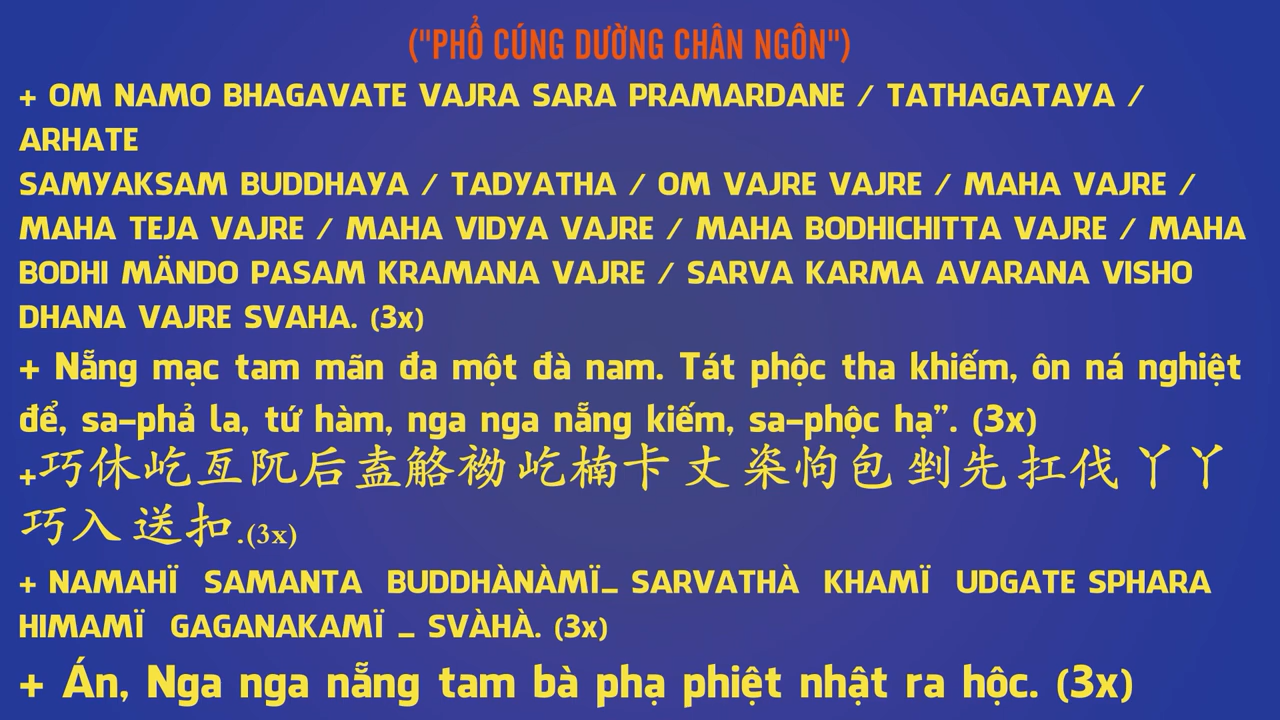 ("PHỔ CÚNG DƯỜNG CHÂN NGÔN")
+ OM NAMO BHAGAVATE VAJRA SARA PRAMARDANE / TATHAGATAYA /
ARHATE
SAMYAKSAM BUDDHAYA / TADYATHA / OM VAJRE VAJRE / MAHA VAJRE /
MAHA TEJA VAJRE / MAHA VIDYA VAJRE / MAHA BODHICHITTA VAJRE / MAHA
BODHI MÄNDO PASAM KRAMANA VAJRE / SARVA KARMA AVARANA VISHO
DHANA VAJRE SVAHA. (3x)
+ Nẵng mạc tam mãn đa một đà nam. Tát phộc tha khiếm, ôn ná nghiệt
để, sa-phả la, tứ hàm, nga nga nẵng kiếm, sa-phộc hạ”. (3x)
+巧休屹亙阢后盍觡袎屹楠卡丈楶怐包剉先扛伐丫丫
巧入送扣.(3x)
+ NAMAHÏ SAMANTA BUDDHÀNÀMÏ_ SARVATHÀ KHAMÏ UDGATE SPHARA
HIMAMÏ GAGANAKAMÏ _ SVÀHÀ. (3x)
+ Án, Nga nga nẵng tam bà phạ phiệt nhật ra hộc. (3x)